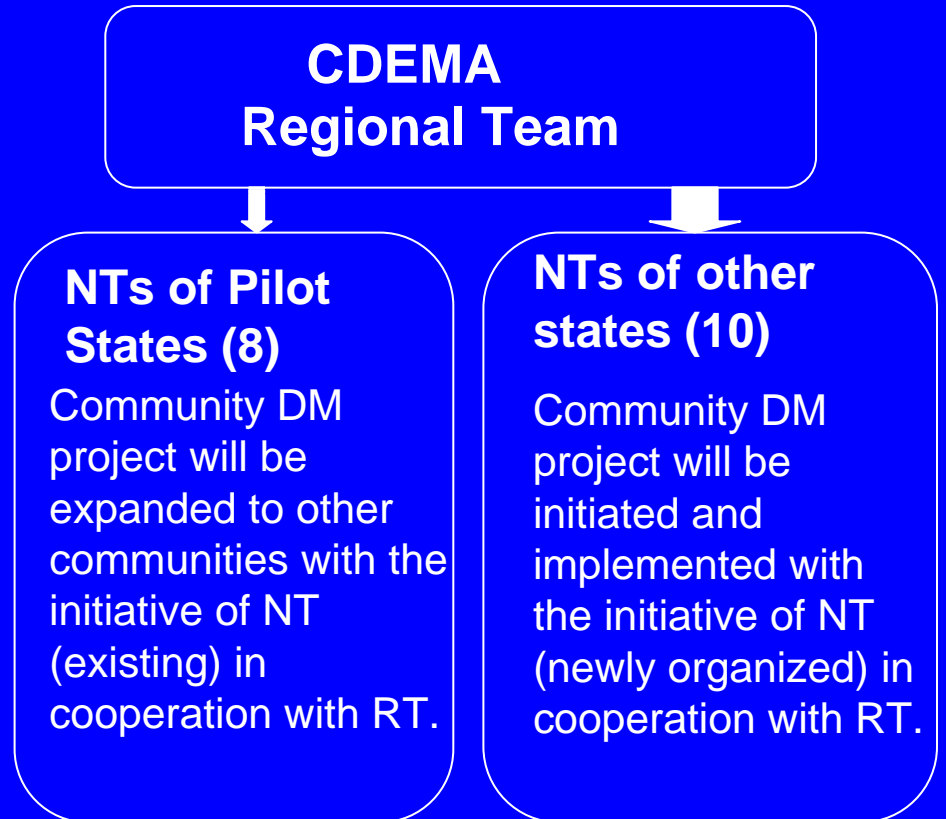 CDEMA
Regional Team
NTs of Pilot
States (8)
Community DM
project will be
expanded to other
communities with the
initiative of NT
(existing) in
cooperation with RT.
NTs of other
states (10)
Community DM
project will be
initiated and
implemented with
the initiative of NT
(newly organized) in
cooperation with RT.